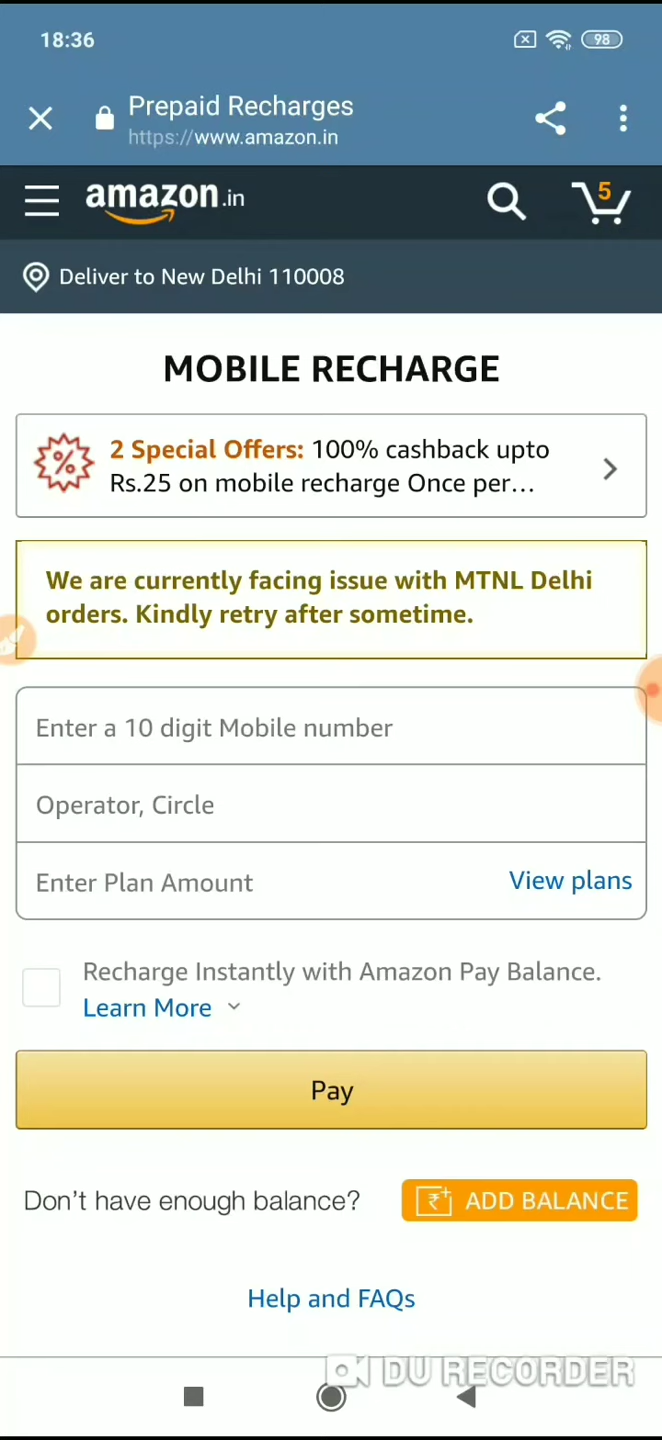 18:36
98
Prepaid Recharges
https://www.amazon.in
amazon.in
5
Deliver to New Delhi 110008
MOBILE RECHARGE
2 Special Offers: 100% cashback upto
Rs.25 on mobile recharge Once per...
We are currently facing issue with MTNL Delhi
orders. Kindly retry after sometime.
Enter a 10 digit Mobile number
Operator, Circle
Enter Plan Amount
View plans
Recharge Instantly with Amazon Pay Balance.
Learn More
Pay
Don't have enough balance?
₹+ ADD BALANCE
Help and FAQs
DU RECORDER